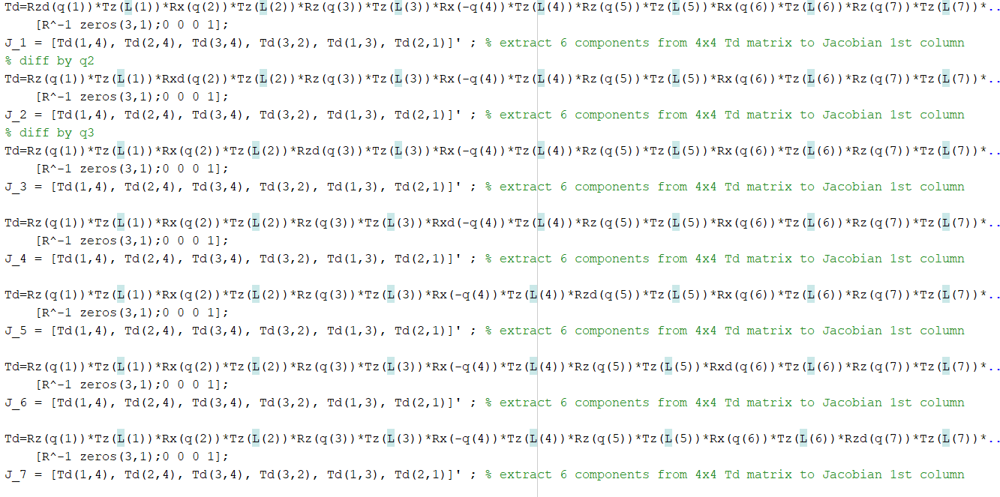 Td=Rzd(q(1))*Tz(L(1))*Rx(q(2))*Tz(L(2))*Rz(q(3))*Tz(L(3))*Rx(-q(4))*Tz(L(4))*Rz(q(5))*Tz(L(5))*Rx(q(6))*Tz(L(6))*Rz(q(7))*Tz(L(7))*..
[R^-1 zeros(3,1);0 0 0 1];
J_1 = [Td(1,4), Td(2,4), Td(3,4), Td(3,2), Td(1,3), Td(2,1)]' ; % extract 6 components from 4x4 Td matrix to Jacobian 1st column
% diff by q2
Td=Rz(q(1))*Tz(L(1))*Rxd(q(2))*Tz(L(2))*Rz(q(3))*Tz(L(3))*Rx(-q(4))*Tz(L(4))*Rz(q(5))*Tz(L(5))*Rx(q(6))*Tz(L(6))*Rz(q(7))*Tz(L(7))*..
[R^-1 zeros(3,1);0 0 0 1];
J_2 = [Td(1,4), Td(2,4), Td(3,4), Td(3,2), Td(1,3), Td(2,1)]' ; % extract 6 components from 4x4 Td matrix to Jacobian 1st column
% diff by q3
Td=Rz(q(1))*Tz(L(1))*Rx(q(2))*Tz(L(2))*Rzd(q(3))*Tz(L(3))*Rx(-q(4))*Tz(L(4))*Rz(q(5))*Tz(L(5))*Rx(q(6))*Tz(L(6))*Rz(q(7))*Tz(L(7))*..
[R^-1 zeros(3,1);0 0 0 1];
J_3 = [Td(1,4), Td(2,4), Td(3,4), Td(3,2), Td(1,3), Td(2,1)]' ; % extract 6 components from 4x4 Td matrix to Jacobian 1st column
Td=Rz(q(1))*Tz(L(1))*Rx(q(2))*Tz(L(2))*Rz(q(3))*Tz(L(3))*Rxd(-q(4))*Tz(L(4))*Rz(q(5))*Tz(L(5))*Rx(q(6))*Tz(L(6))*Rz(q(7))*Tz(L(7))*..
[R^-1 zeros(3,1);0 0 0 1];
J_4 = [Td(1,4), Td(2,4), Td(3,4), Td(3,2), Td(1,3), Td(2,1)]' ; % extract 6 components from 4x4 Td matrix to Jacobian 1st column
Td=Rz(q(1))*Tz(L(1))*Rx(q(2))*Tz(L(2))*Rz(q(3))*Tz(L(3))*Rx(-q(4))*Tz(L(4))*Rzd(q(5))*Tz(L(5))*Rx(q(6))*Tz(L(6))*Rz(q(7))*Tz(L(7))*..
[R^-1 zeros(3,1);0 0 0 1];
J_5 = [Td(1,4), Td(2,4), Td(3,4), Td(3,2), Td(1,3), Td(2,1)]' ; % extract 6 components from 4x4 Td matrix to Jacobian 1st column
Td=Rz(q(1))*Tz(L(1))*Rx(q(2))*Tz(L(2))*Rz(q(3))*Tz(L(3))*Rx(-q(4))*Tz(L(4))*Rz(q(5))*Tz(L(5))*Rxd(q(6))*Tz(L(6))*Rz(q(7))*Tz(L(7))*..
[R^-1 zeros(3,1);0 0 0 1];
J_6 = [Td(1,4), Td(2,4), Td(3,4), Td(3,2), Td(1,3), Td(2,1)]' ; % extract 6 components from 4x4 Td matrix to Jacobian 1st column
Td=Rz(q(1))*Tz(L(1))*Rx(q(2))*Tz(L(2))*Rz(q(3))*Tz(L(3))*Rx(-q(4))*Tz(L(4))*Rz(q(5))*Tz(L(5))*Rx(q(6))*Tz(L(6))*Rzd(q(7))*Tz(L(7))*..
[R^-1 zeros(3,1);0 0 0 1];
J_7 = [Td(1,4), Td(2,4), Td(3,4), Td(3,2), Td(1,3), Td(2,1)]' ; % extract 6 components from 4x4 Td matrix to Jacobian 1st column